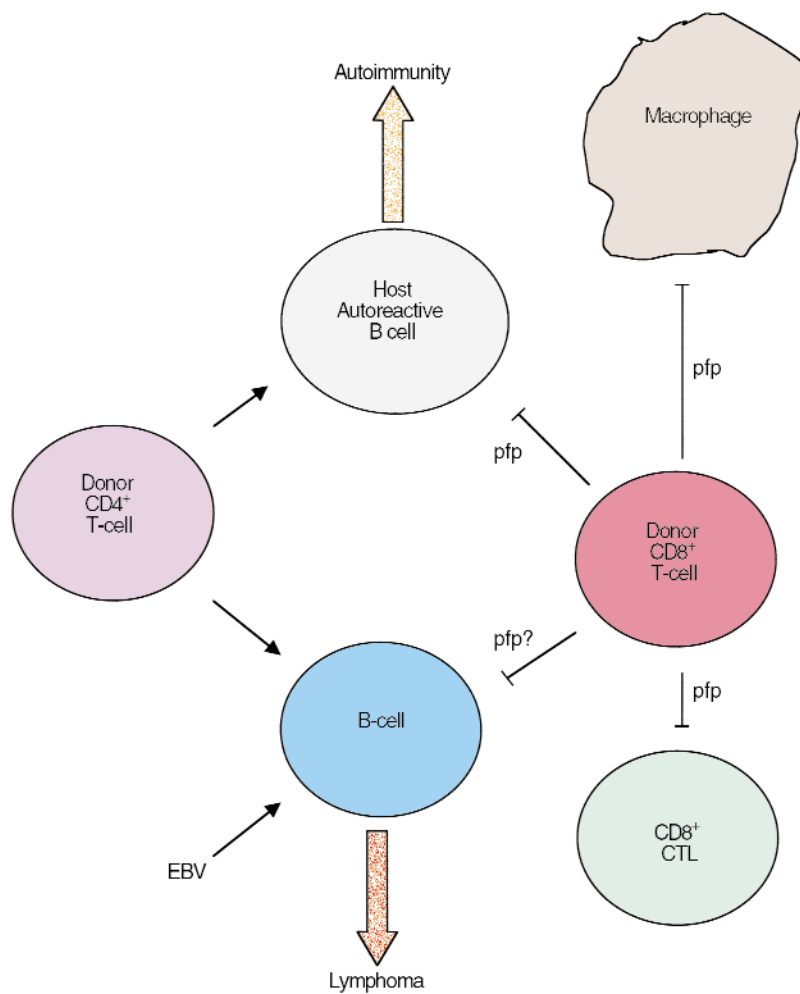 Autoimmunity
Macrophage
Host
Autoreactive
B cell
pfp
pfp
Donor
CD4⁺
T-cell
Donor
CD8⁺
T-cell
pfp?
pfp
B-cell
CD8⁺
CTL
EBV
Lymphoma